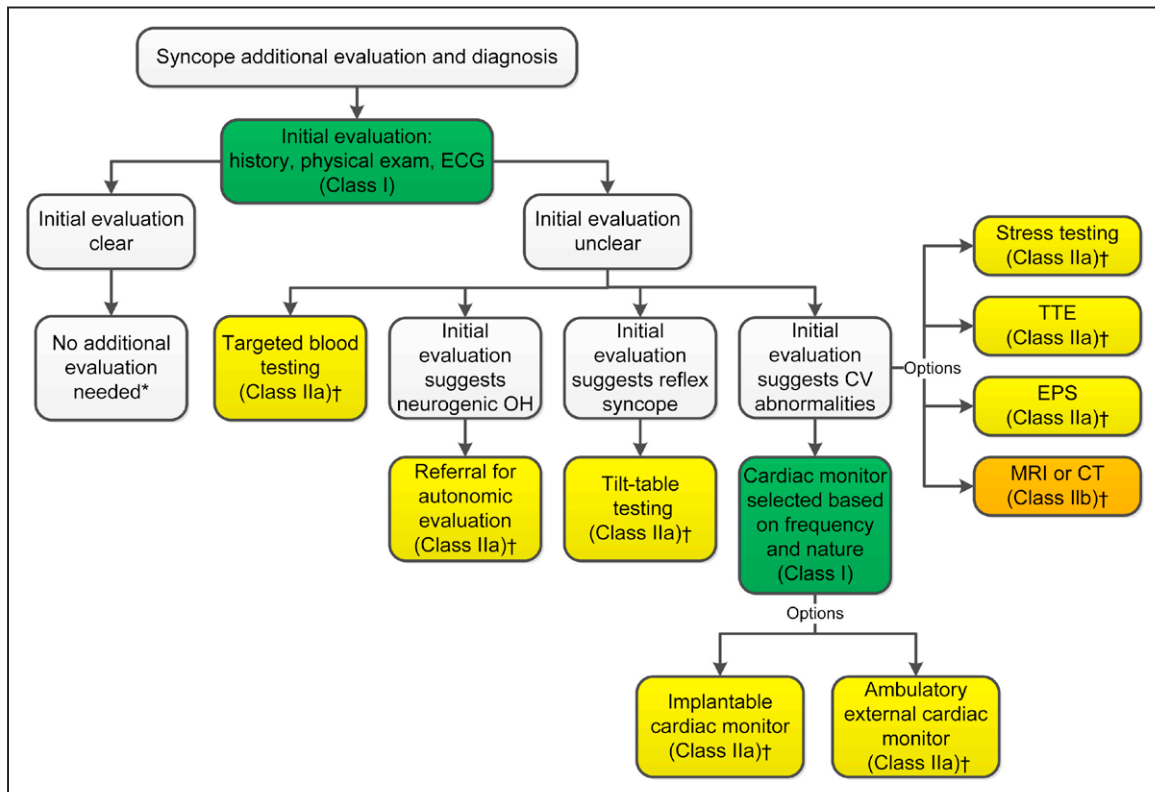 Syncope additional evaluation and diagnosis
Initial evaluation:
history, physical exam, ECG
(Class I)
Initial evaluation
clear
Initial evaluation
unclear
No additional
evaluation
needed*
Targeted blood
testing
(Class IIa)†
Initial
evaluation
suggests
neurogenic OH
Initial
evaluation
suggests reflex
syncope
Initial
evaluation
suggests CV
abnormalities
Options
Stress testing
(Class IIa)†
TTE
(Class IIa)†
EPS
(Class IIa)†
MRI or CT
(Class IIb)†
Referral for
autonomic
evaluation
(Class IIa)†
Tilt-table
testing
(Class IIa)†
Cardiac monitor
selected based
on frequency
and nature
(Class I)
Options
Implantable
cardiac monitor
(Class IIa)†
Ambulatory
external cardiac
monitor
(Class IIa)†